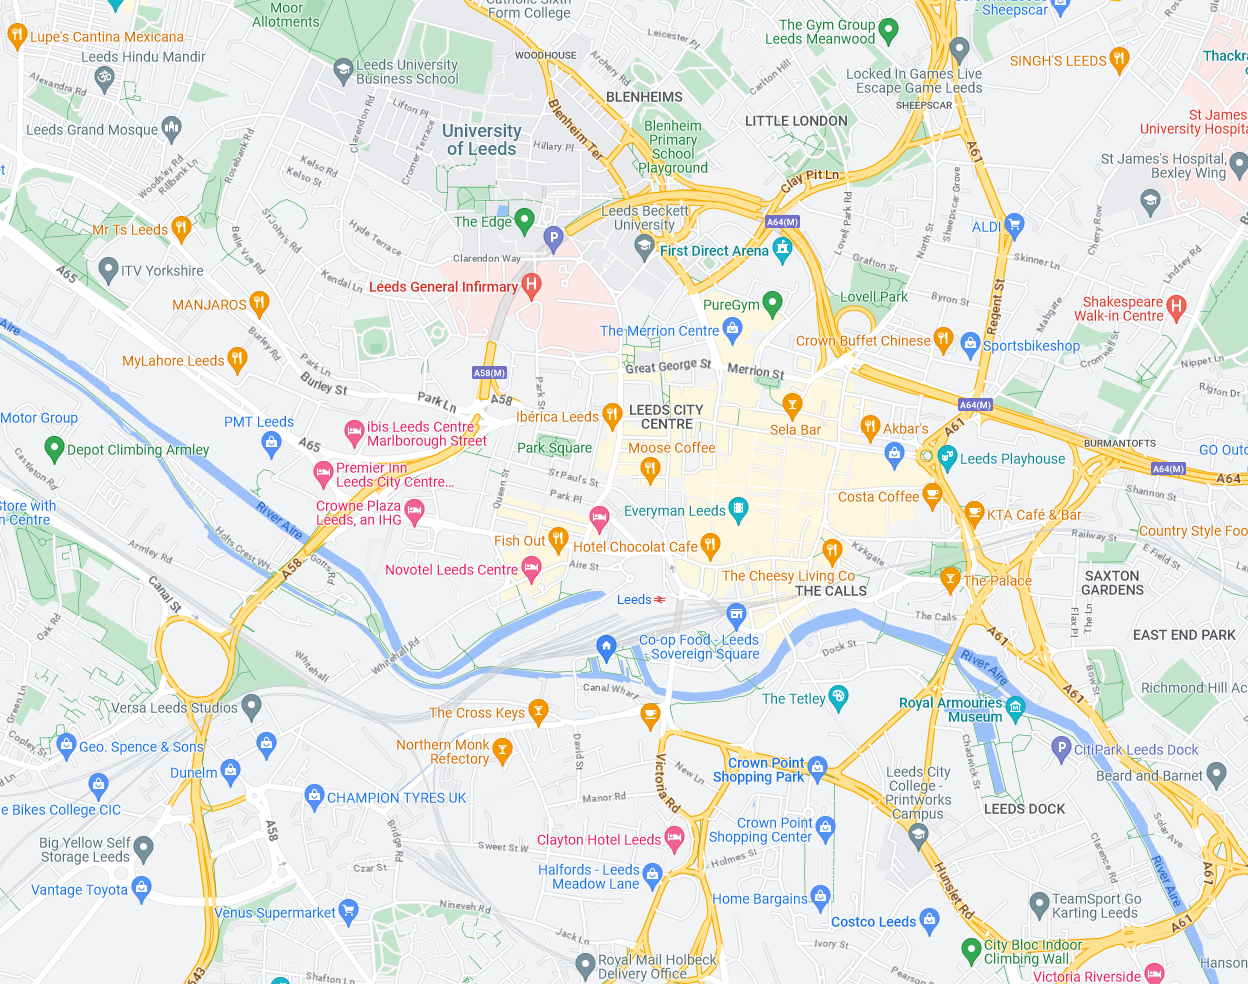 Moor
Allotments
Catholic Sixth
Form College
- Sheepscar
The Gym Group
Leeds Meanwood
Leicester Pl
Lupe's Cantina Mexicana
Leeds Hindu Mandir
Alexandra Rd
Leeds University
Business School
WOODHOUSE
Archery Rd
Carlton Hill
SINGH'S LEEDS
Locked In Games Live
Escape Game Leeds
SHEEPSCAR
BLENHEIMS
LITTLE LONDON
Blenheim Ter
Lifton Pl
Clarendon Rd
Cromer Terrace
University
of Leeds
Hillary Pl
Blenheim
Primary
School
Playground
Leeds Grand Mosque
Woodsley Rd
Rillbank Ln
Rosebank Rd
Kelso Rd
Kelso St
St James's
University Hospital
St James's Hospital,
Bexley Wing
A61
Clay Pit Ln
A64(M)
Leeds Beckett
University
The Edge
First Direct Arena
Lovell Park Rd
North St
Sheepscar Grove
ALDI
Cherry Row
Skinner Ln
Lindsey Rd
Mr Ts Leeds
Belle Vue Rd
St John's Rd
Hyde Terrace
Clarendon Way
Grafton St
A65
ITV Yorkshire
Kendal Ln
Leeds General Infirmary
PureGym
Lovell Park
Byron St
Regent St
Mabgate
Shakespeare
Walk-in Centre
MANJAROS
Burley Rd
The Merrion Centre
Crown Buffet Chinese
Sportsbikeshop
Cromwell St
Nippet Ln
Aire
MyLahore Leeds
Park Ln
Burley St
A58(M)
Great George St
Merrion St
Rigton Dr
Park Ln
A58
Park St
Ibérica Leeds
LEEDS CITY
CENTRE
Sela Bar
A64(M)
A61
Akbar's
BURMANTOFTS
Motor Group
PMT Leeds
ibis Leeds Centre
Marlborough Street
A65
Park Square
Moose Coffee
Leeds Playhouse
A64(M)
A64
Depot Climbing Armley
Castleton Rd
Premier Inn
Leeds City Centre...
Queen St
St Paul's St
Park Pl
Costa Coffee
Shannon St
Crowne Plaza
Leeds, an IHG
Everyman Leeds
KTA Café & Bar
River Aire
Armley Rd
Holts Crest Wy
Gotts Rd
Fish Out
Hotel Chocolat Cafe
Kirkgate
Railway St
E Field St
A58
Novotel Leeds Centre
Aire St
The Cheesy Living Co
THE CALLS
The Palace
SAXTON
GARDENS
Canal St
Leeds
The Calls
Flax Pl
The Ln
EAST END PARK
Oak Rd
Co-op Food - Leeds
- Sovereign Square
Dock St
A61
River Aire
Whitehall Rd
Whitehall
Canal Wharf
Bow St
Green Ln
Versa Leeds Studios
The Tetley
Royal Armouries
Museum
A61
Copley St
The Cross Keys
Geo. Spence & Sons
Northern Monk
Refectory
David St
Victoria Rd
New Ln
Crown Point
Shopping Park
Chadwick St
CitiPark Leeds Dock
Dunelm
Leeds City
College -
Printworks
Campus
Beard and Barnet
CHAMPION TYRES UK
Manor Rd
LEEDS DOCK
A58
Bridge Rd
Crown Point
Shopping Center
Solar Ave
Big Yellow Self
Storage Leeds
Sweet St W
Clayton Hotel Leeds
Holmes St
Clarence Rd
Czar St
Halfords - Leeds
Meadow Lane
Hunslet Rd
River Aire
A61
Vantage Toyota
Venus Supermarket
Nineveh Rd
Home Bargains
Costco Leeds
TeamSport Go
Karting Leeds
A61
Jack Ln
Ivory St
City Bloc Indoor
Climbing Wall
Royal Mail Holbeck
Delivery Office
Shafton Ln
Victoria Riverside